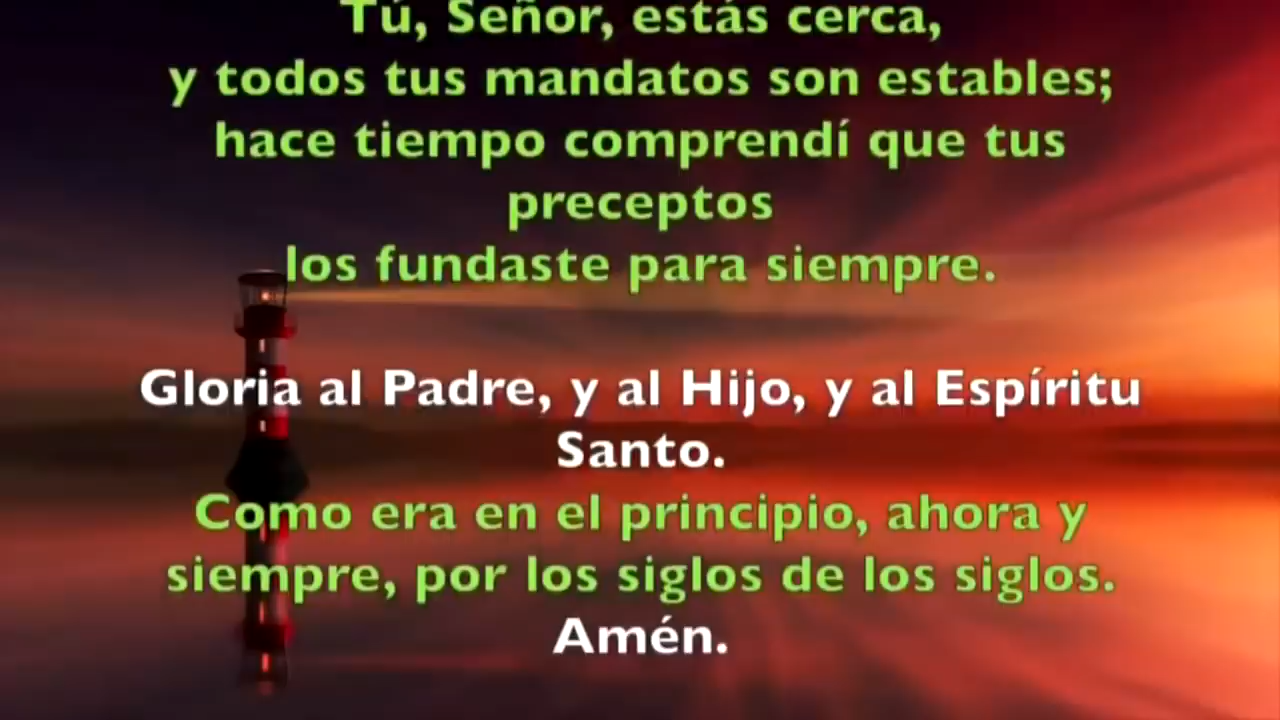 Tú, Señor, estás cerca,
y todos tus mandatos son estables;
hace tiempo comprendí que tus
preceptos
los fundaste para siempre.
Gloria al Padre, y al Hijo, y al Espíritu
Santo.
Como era en el principio, ahora y
siempre, por los siglos de los siglos.
Amén.